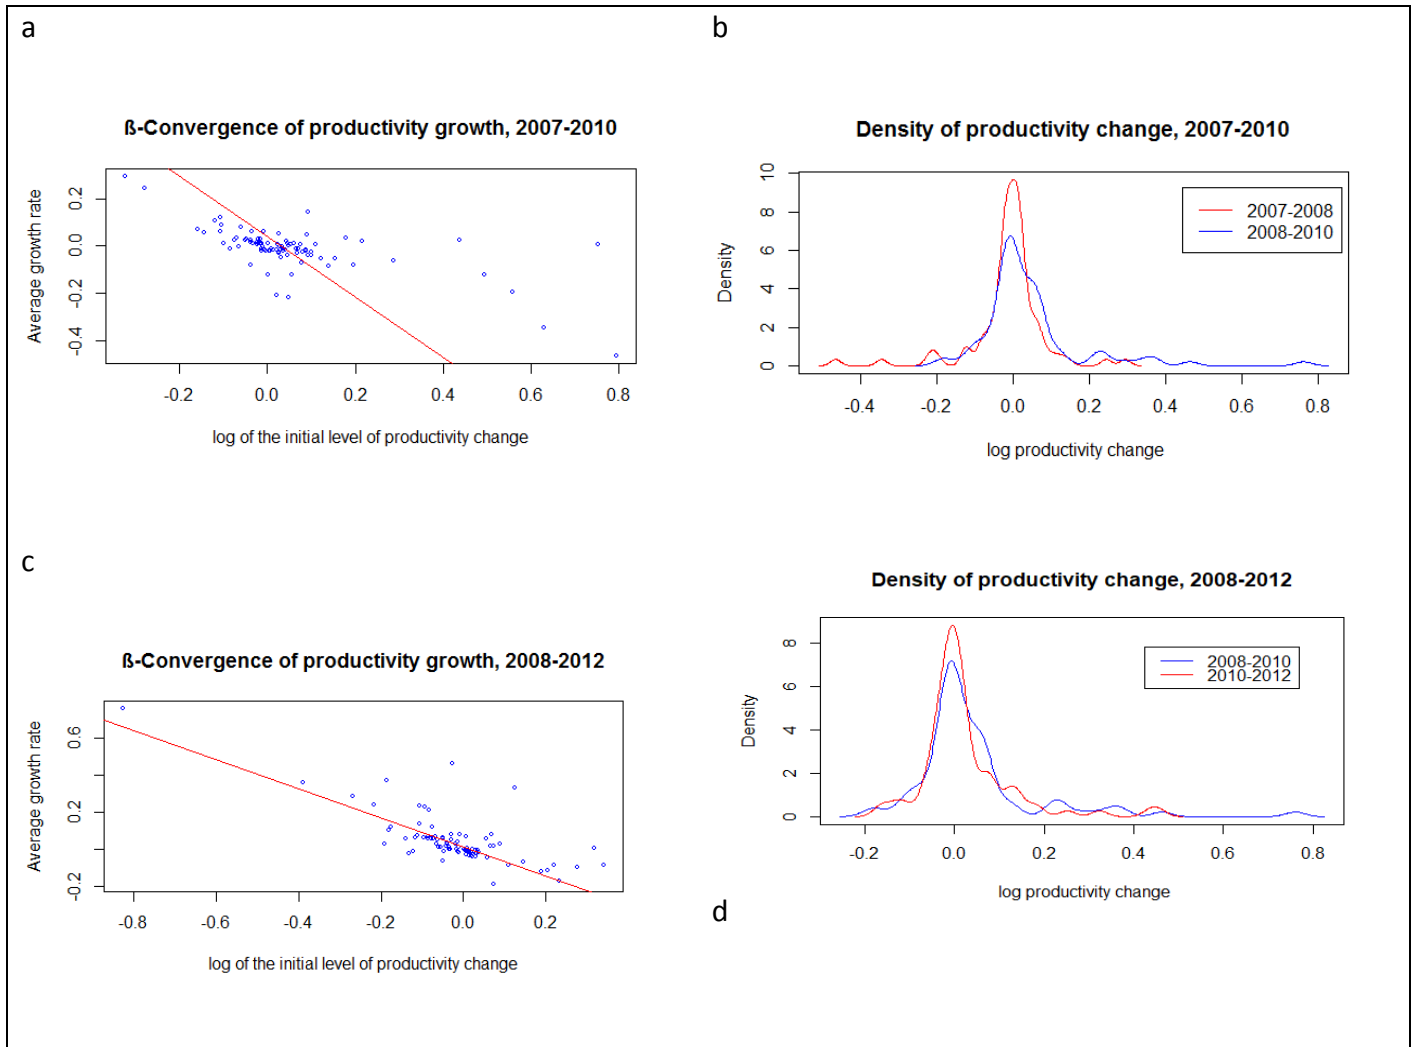 a
b
ß-Convergence of productivity growth, 2007-2010
Average growth rate
0.2
0.0
-0.2
-0.4
-0.2
0.0
0.2
0.4
0.6
0.8
log of the initial level of productivity change
Density of productivity change, 2007-2010
Density
10
8
6
4
2
0
2007-2008
2008-2010
-0.4
-0.2
0.0
0.2
0.4
0.6
0.8
log productivity change
c
ß-Convergence of productivity growth, 2008-2012
Average growth rate
0.6
0.2
-0.2
-0.8
-0.6
-0.4
-0.2
0.0
0.2
log of the initial level of productivity change
Density of productivity change, 2008-2012
Density
8
6
4
2
0
2008-2010
2010-2012
-0.2
0.0
0.2
0.4
0.6
0.8
log productivity change
d